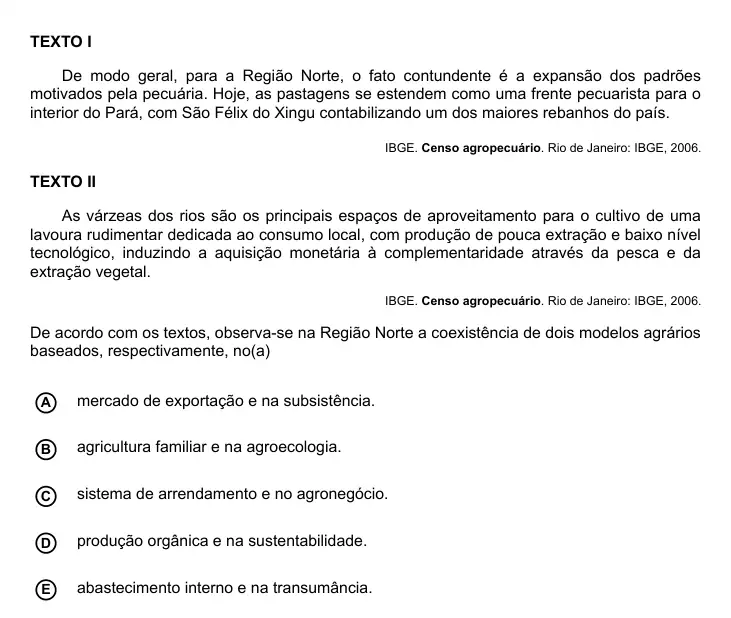 TEXTO I
De modo geral, para a Região Norte, o fato contundente é a expansão dos padrões
motivados pela pecuária. Hoje, as pastagens se estendem como uma frente pecuarista para o
interior do Pará, com São Félix do Xingu contabilizando um dos maiores rebanhos do país.
IBGE. Censo agropecuário. Rio de Janeiro: IBGE, 2006.
TEXTO II
As várzeas dos rios são os principais espaços de aproveitamento para o cultivo de uma
lavoura rudimentar dedicada ao consumo local, com produção de pouca extração e baixo nível
tecnológico, induzindo a aquisição monetária à complementaridade através da pesca e da
extração vegetal.
IBGE. Censo agropecuário. Rio de Janeiro: IBGE, 2006.
De acordo com os textos, observa-se na Região Norte a coexistência de dois modelos agrários
baseados, respectivamente, no(a)
A mercado de exportação e na subsistência.
B agricultura familiar e na agroecologia.
C sistema de arrendamento e no agronegócio.
D produção orgânica e na sustentabilidade.
E abastecimento interno e na transumância.